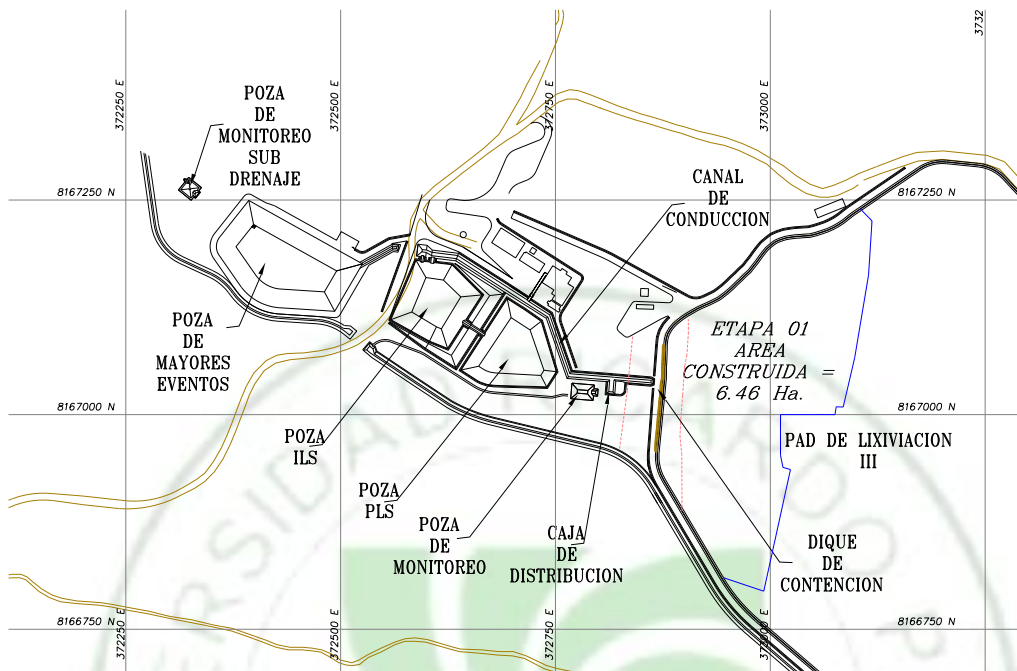 372250 E
372500 E
372750 E
373000 E
3732
POZA
DE
MONITOREO
SUB
DRENAJE
CANAL
DE
CONDUCCION
8167250 N
8167250 N
POZA
DE
MAYORES
EVENTOS
ETAPA 01
AREA
CONSTRUIDA =
6.46 Ha.
8167000 N
8167000 N
POZA
ILS
PAD DE LIXIVIACION
III
POZA
PLS
POZA
DE
MONITOREO
CAJA
DE
DISTRIBUCION
DIQUE
DE
CONTENCION
8166750 N
8166750 N
372250 E
372500 E
372750 E
373000 E